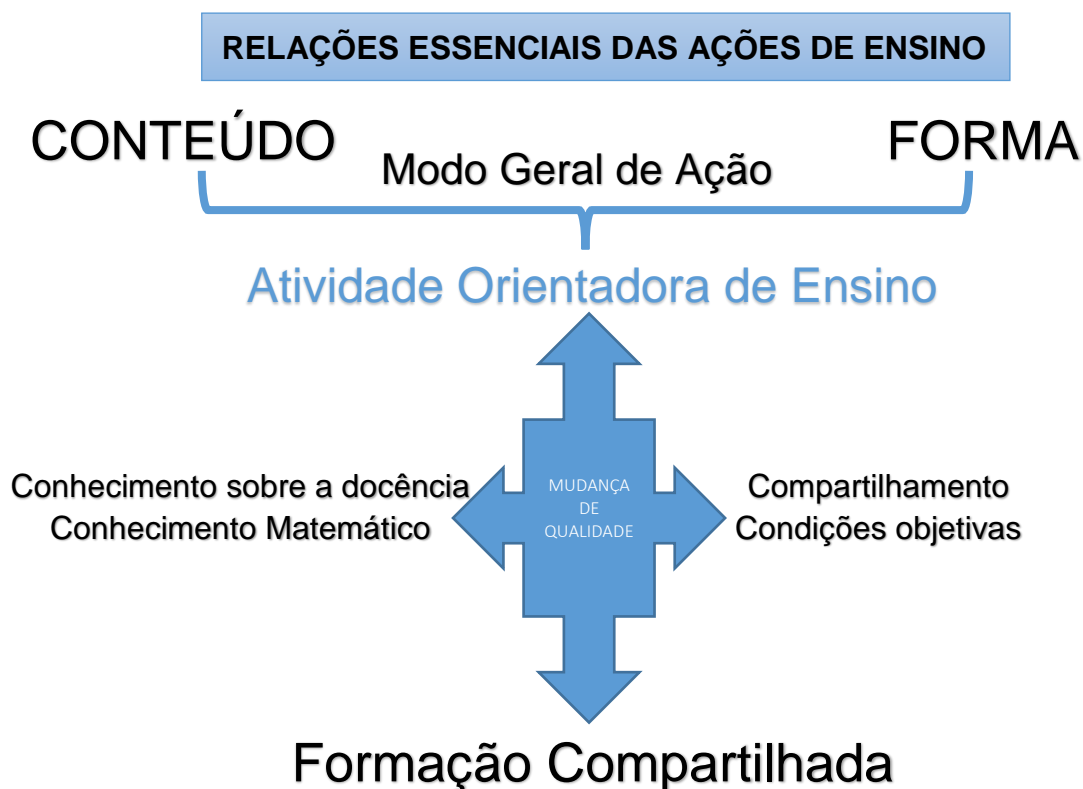 RELAÇÕES ESSENCIAIS DAS AÇÕES DE ENSINO
CONTEÚDO
FORMA
Modo Geral de Ação
Atividade Orientadora de Ensino
Conhecimento sobre a docência
Conhecimento Matemático
MUDANÇA
DE
QUALIDADE
Compartilhamento
Condições objetivas
Formação Compartilhada